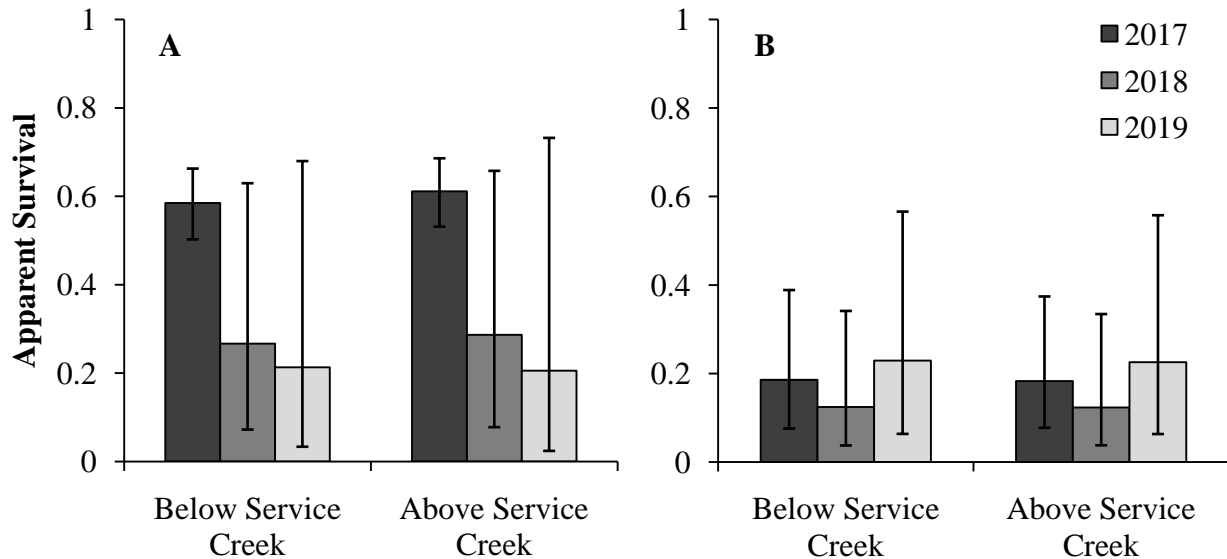 Apparent Survival
1
0.8
0.6
0.4
0.2
0
A
Below Service
Creek
Above Service
Creek
1
0.8
0.6
0.4
0.2
0
B
2017
2018
2019
Below Service
Creek
Above Service
Creek